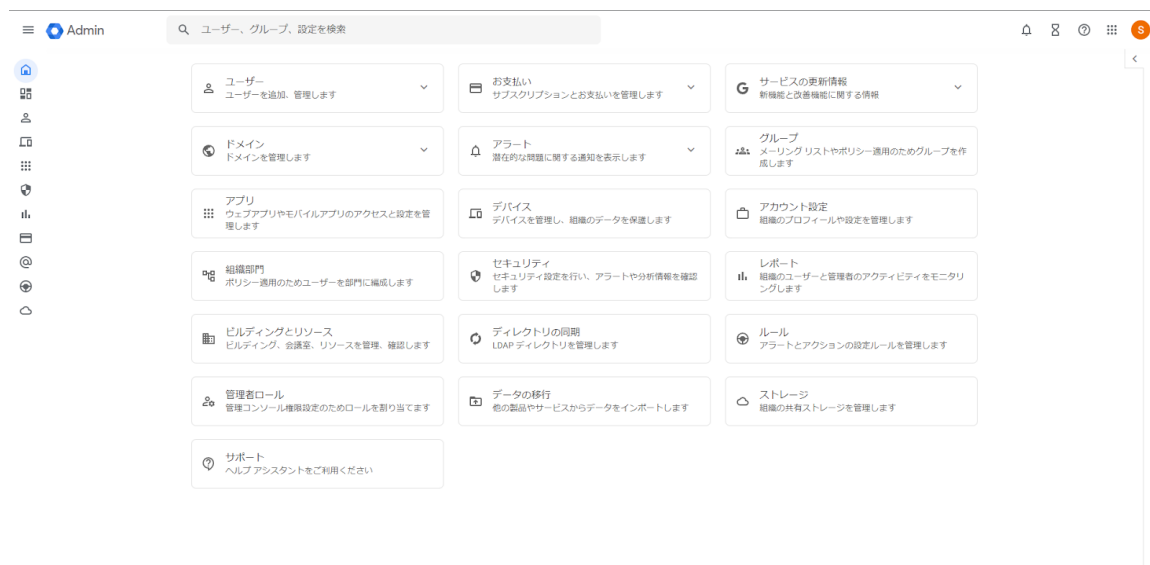 Admin
ユーザー、グループ、設定を検索
S
ユーザー
ユーザーを追加、管理します
お支払い
サブスクリプションとお支払いを管理します
G
サービスの更新情報
新機能と改善機能に関する情報
ドメイン
ドメインを管理します
アラート
潜在的な問題に関する通知を表示します
グループ
メーリング リストやポリシー適用のためグループを作
成します
アプリ
ウェブアプリやモバイルアプリのアクセスと設定を管
理します
デバイス
デバイスを管理し、組織のデータを保護します
アカウント設定
組織のプロフィールや設定を管理します
組織部門
ポリシー適用のためユーザーを部門に編成します
セキュリティ
セキュリティ設定を行い、アラートや分析情報を確認
します
レポート
組織のユーザーと管理者のアクティビティをモニタリ
ングします
ビルディングとリソース
ビルディング、会議室、リソースを管理、確認します
ディレクトリの同期
LDAP ディレクトリを管理します
ルール
アラートとアクションの設定ルールを管理します
管理者ロール
管理コンソール権限設定のためロールを割り当てます
データの移行
他の製品やサービスからデータをインポートします
ストレージ
組織の共有ストレージを管理します
サポート
ヘルプ アシスタントをご利用ください